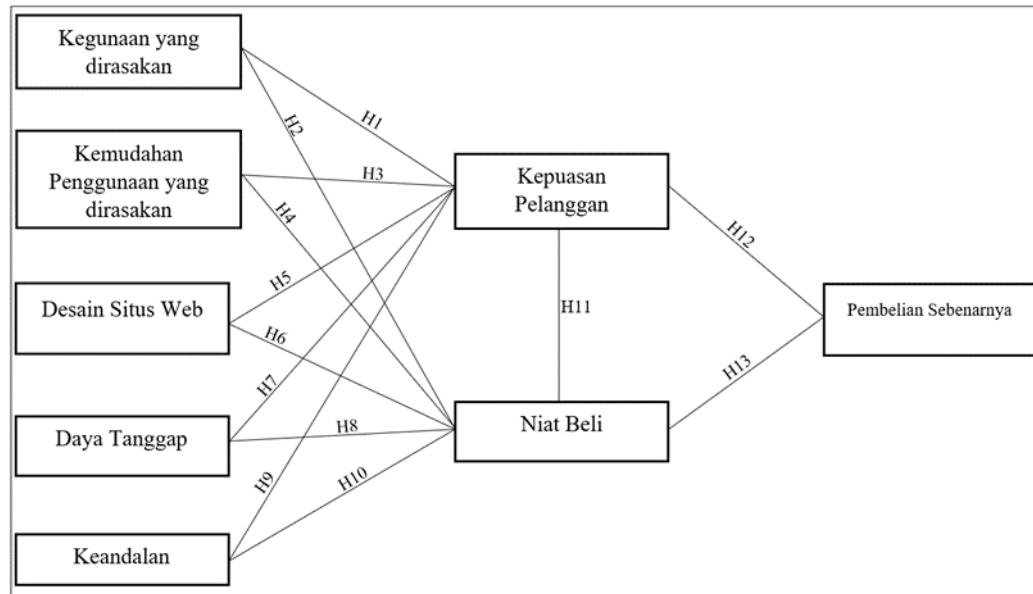 Kegunaan yang
dirasakan
Kemudahan
Penggunaan yang
dirasakan
Desain Situs Web
Daya Tanggap
Keandalan
H1
H2
H3
H4
H5
H6
H7
H8
H9
H10
Kepuasan
Pelanggan
H11
Niat Beli
H12
H13
Pembelian Sebenarnya